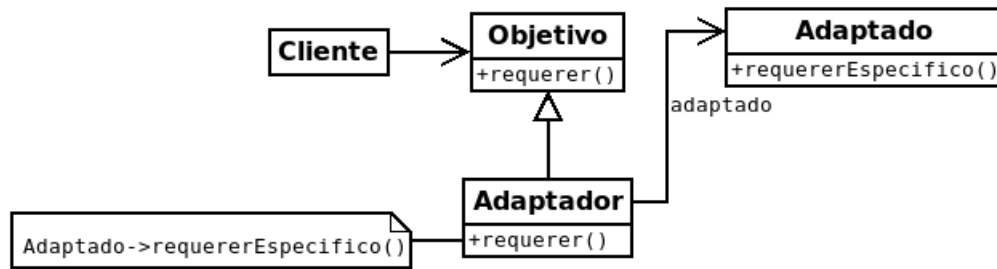 Cliente
Objetivo
+requerer()
Adaptado
+requererEspecifico()
adaptado
Adaptador
+requerer()
Adaptado->requererEspecifico()